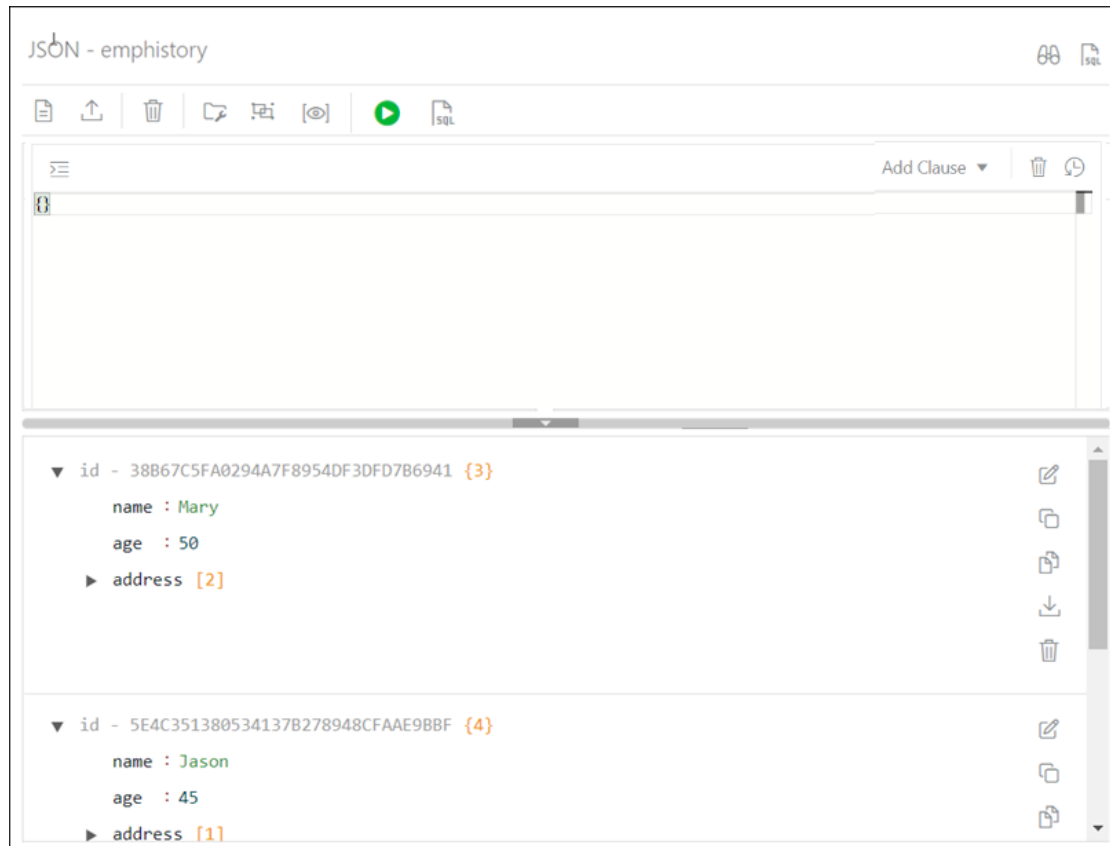 JSON - emphistory
SQL
SQL
Add Clause
{}
id - 38B67C5FA0294A7F8954DF3DFD7B6941 {3}
name : Mary
age : 50
address [2]
id - 5E4C351380534137B278948CFAAE9BBF {4}
name : Jason
age : 45
address [1]